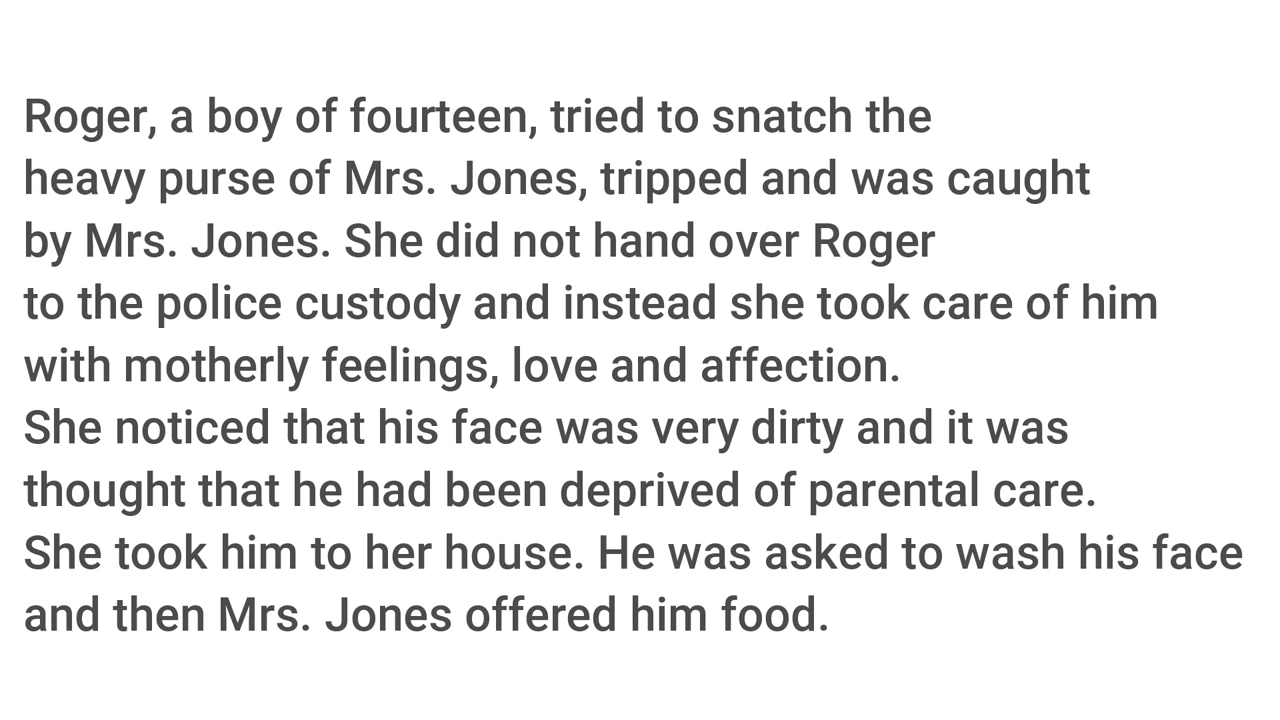 Roger, a boy of fourteen, tried to snatch the
heavy purse of Mrs. Jones, tripped and was caught
by Mrs. Jones. She did not hand over Roger
to the police custody and instead she took care of him
with motherly feelings, love and affection.
She noticed that his face was very dirty and it was
thought that he had been deprived of parental care.
She took him to her house. He was asked to wash his face
and then Mrs. Jones offered him food.